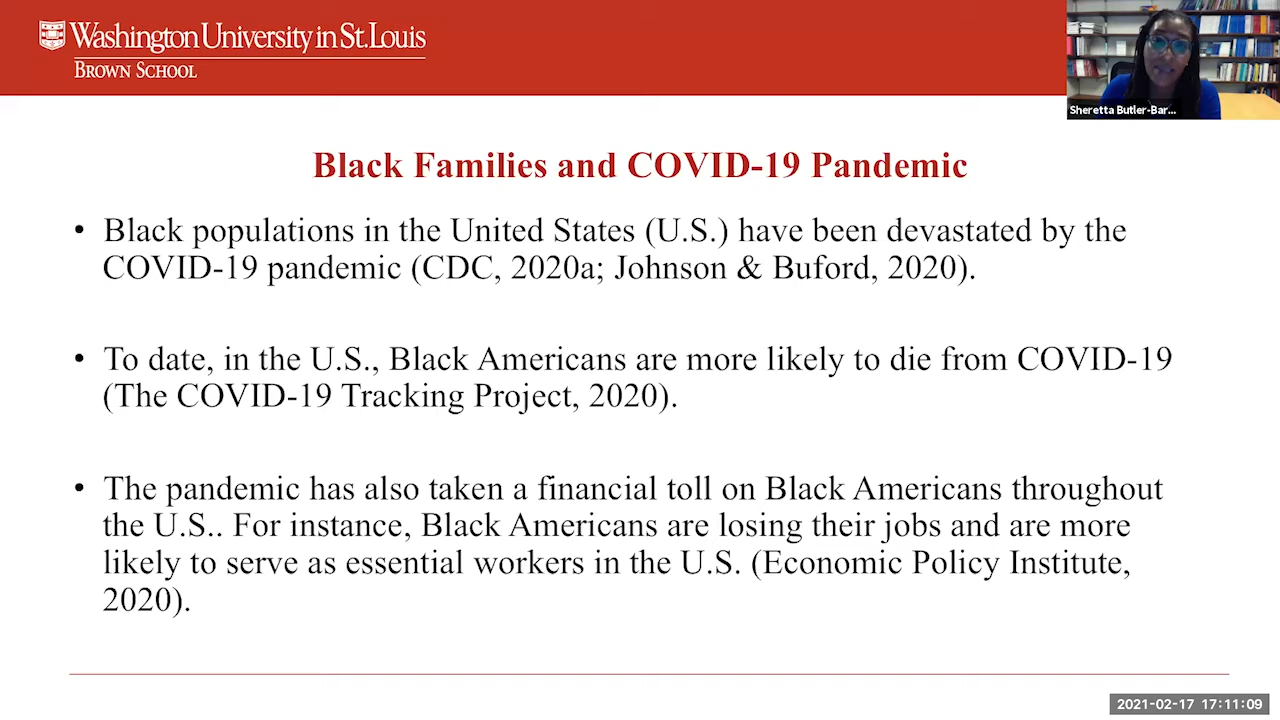 Washington University in St. Louis
BROWN SCHOOL
Sheretta Butler-Bar...
Black Families and COVID-19 Pandemic
• Black populations in the United States (U.S.) have been devastated by the
COVID-19 pandemic (CDC, 2020a; Johnson & Buford, 2020).
• To date, in the U.S., Black Americans are more likely to die from COVID-19
(The COVID-19 Tracking Project, 2020).
• The pandemic has also taken a financial toll on Black Americans throughout
the U.S.. For instance, Black Americans are losing their jobs and are more
likely to serve as essential workers in the U.S. (Economic Policy Institute,
2020).
2021-02-17 17:11:09